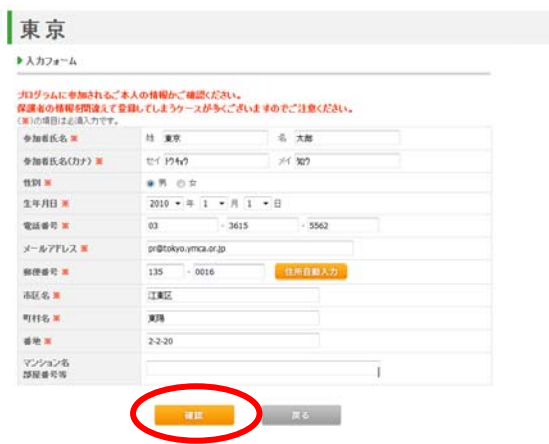 東京
入力フォーム
プログラムに参加されるご本人の情報かご確認ください。
保護者の情報を間違えて登録してしまうケースが多くございますのでご注意ください。
(※)の項目は必須入力です。
参加者氏名 ※ 姓 東京 名 太郎
参加者氏名(カナ) ※ セイ トウキョウ メイ タロウ
性別 ※ 男 女
生年月日 ※ 2010 年 1 月 1 日
電話番号 ※ 03 - 3615 - 5562
メールアドレス ※ pr@tokyo.ymca.or.jp
郵便番号 ※ 135 - 0016 住所自動入力
市区名 ※ 江東区
町村名 ※ 東陽
番地 ※ 2-2-20
マンション名
部屋番号等
確認 戻る